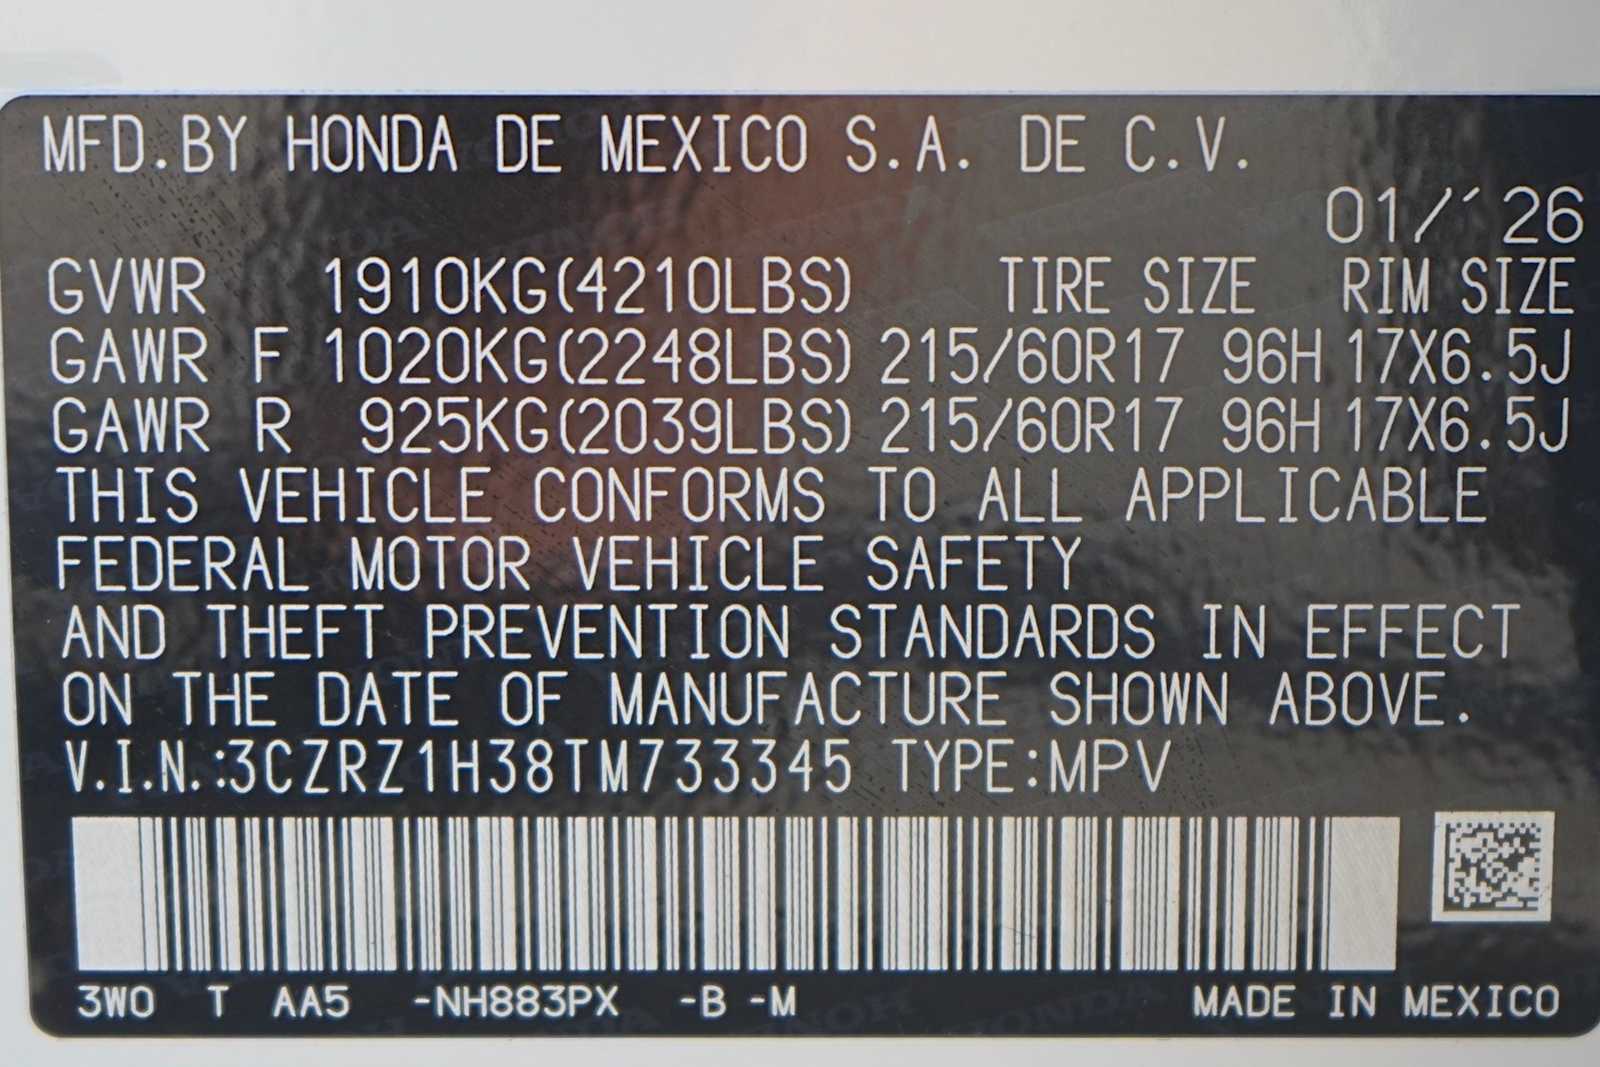 MFD.BY HONDA DE MEXICO S.A. DE C.V.
01/'26
GVWR 1910KG(4210LBS) TIRE SIZE RIM SIZE
GAWR F 1020KG(2248LBS) 215/60R17 96H 17X6.5J
GAWR R 925KG(2039LBS) 215/60R17 96H 17X6.5J
THIS VEHICLE CONFORMS TO ALL APPLICABLE
FEDERAL MOTOR VEHICLE SAFETY
AND THEFT PREVENTION STANDARDS IN EFFECT
ON THE DATE OF MANUFACTURE SHOWN ABOVE.
V.I.N.:3CZRZ1H38TM733345 TYPE:MPV
3W0 T AA5 -NH883PX -B -M MADE IN MEXICO